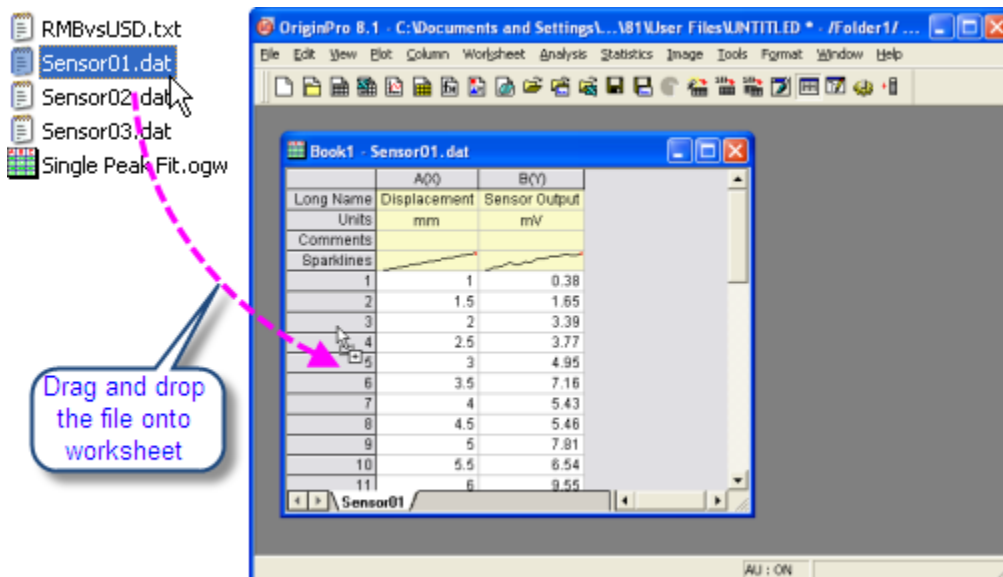 RMBvsUSD.txt
Sensor01.dat
Sensor02.dat
Sensor03.dat
Single Peak Fit.ogw
Drag and drop
the file onto
worksheet
OriginPro 8.1 - C:\Documents and Settings\...\81\User Files\UNTITLED * - /Folder1/ ...
File Edit View Plot Column Worksheet Analysis Statistics Image Tools Format Window Help
Book1 - Sensor01.dat
A(X) B(Y)
Long Name Displacement Sensor Output
Units mm mV
Comments
Sparklines
1 1 0.38
2 1.5 1.65
3 2 3.39
4 2.5 3.77
5 3 4.95
6 3.5 7.16
7 4 5.43
8 4.5 5.46
9 5 7.81
10 5.5 6.54
11 6 9.55
Sensor01
AU : ON